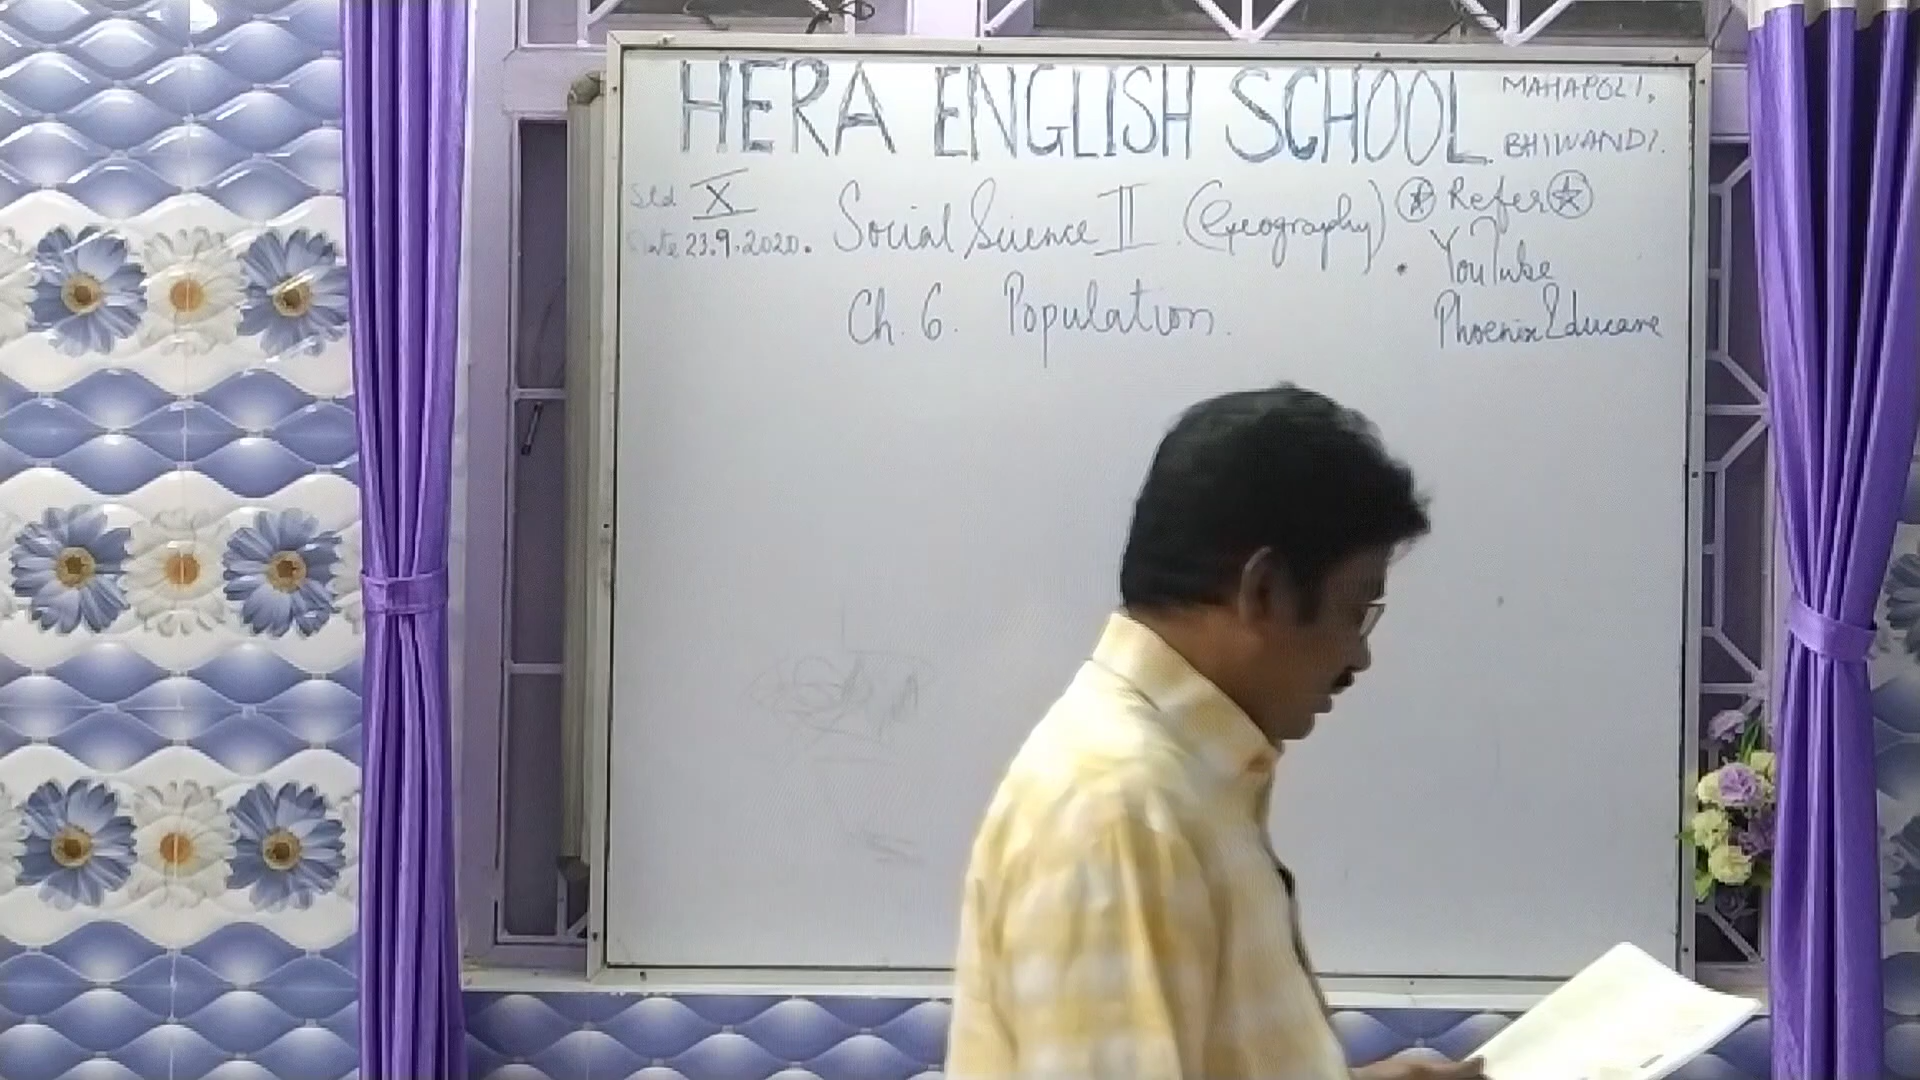 HERA ENGLISH SCHOOL MAHAPOLI,
BHIWANDI.
Std X Social Science II (Geography) Refer
Date 23.9.2020. YouTube
Ch. 6. Population. Phoenix Educare